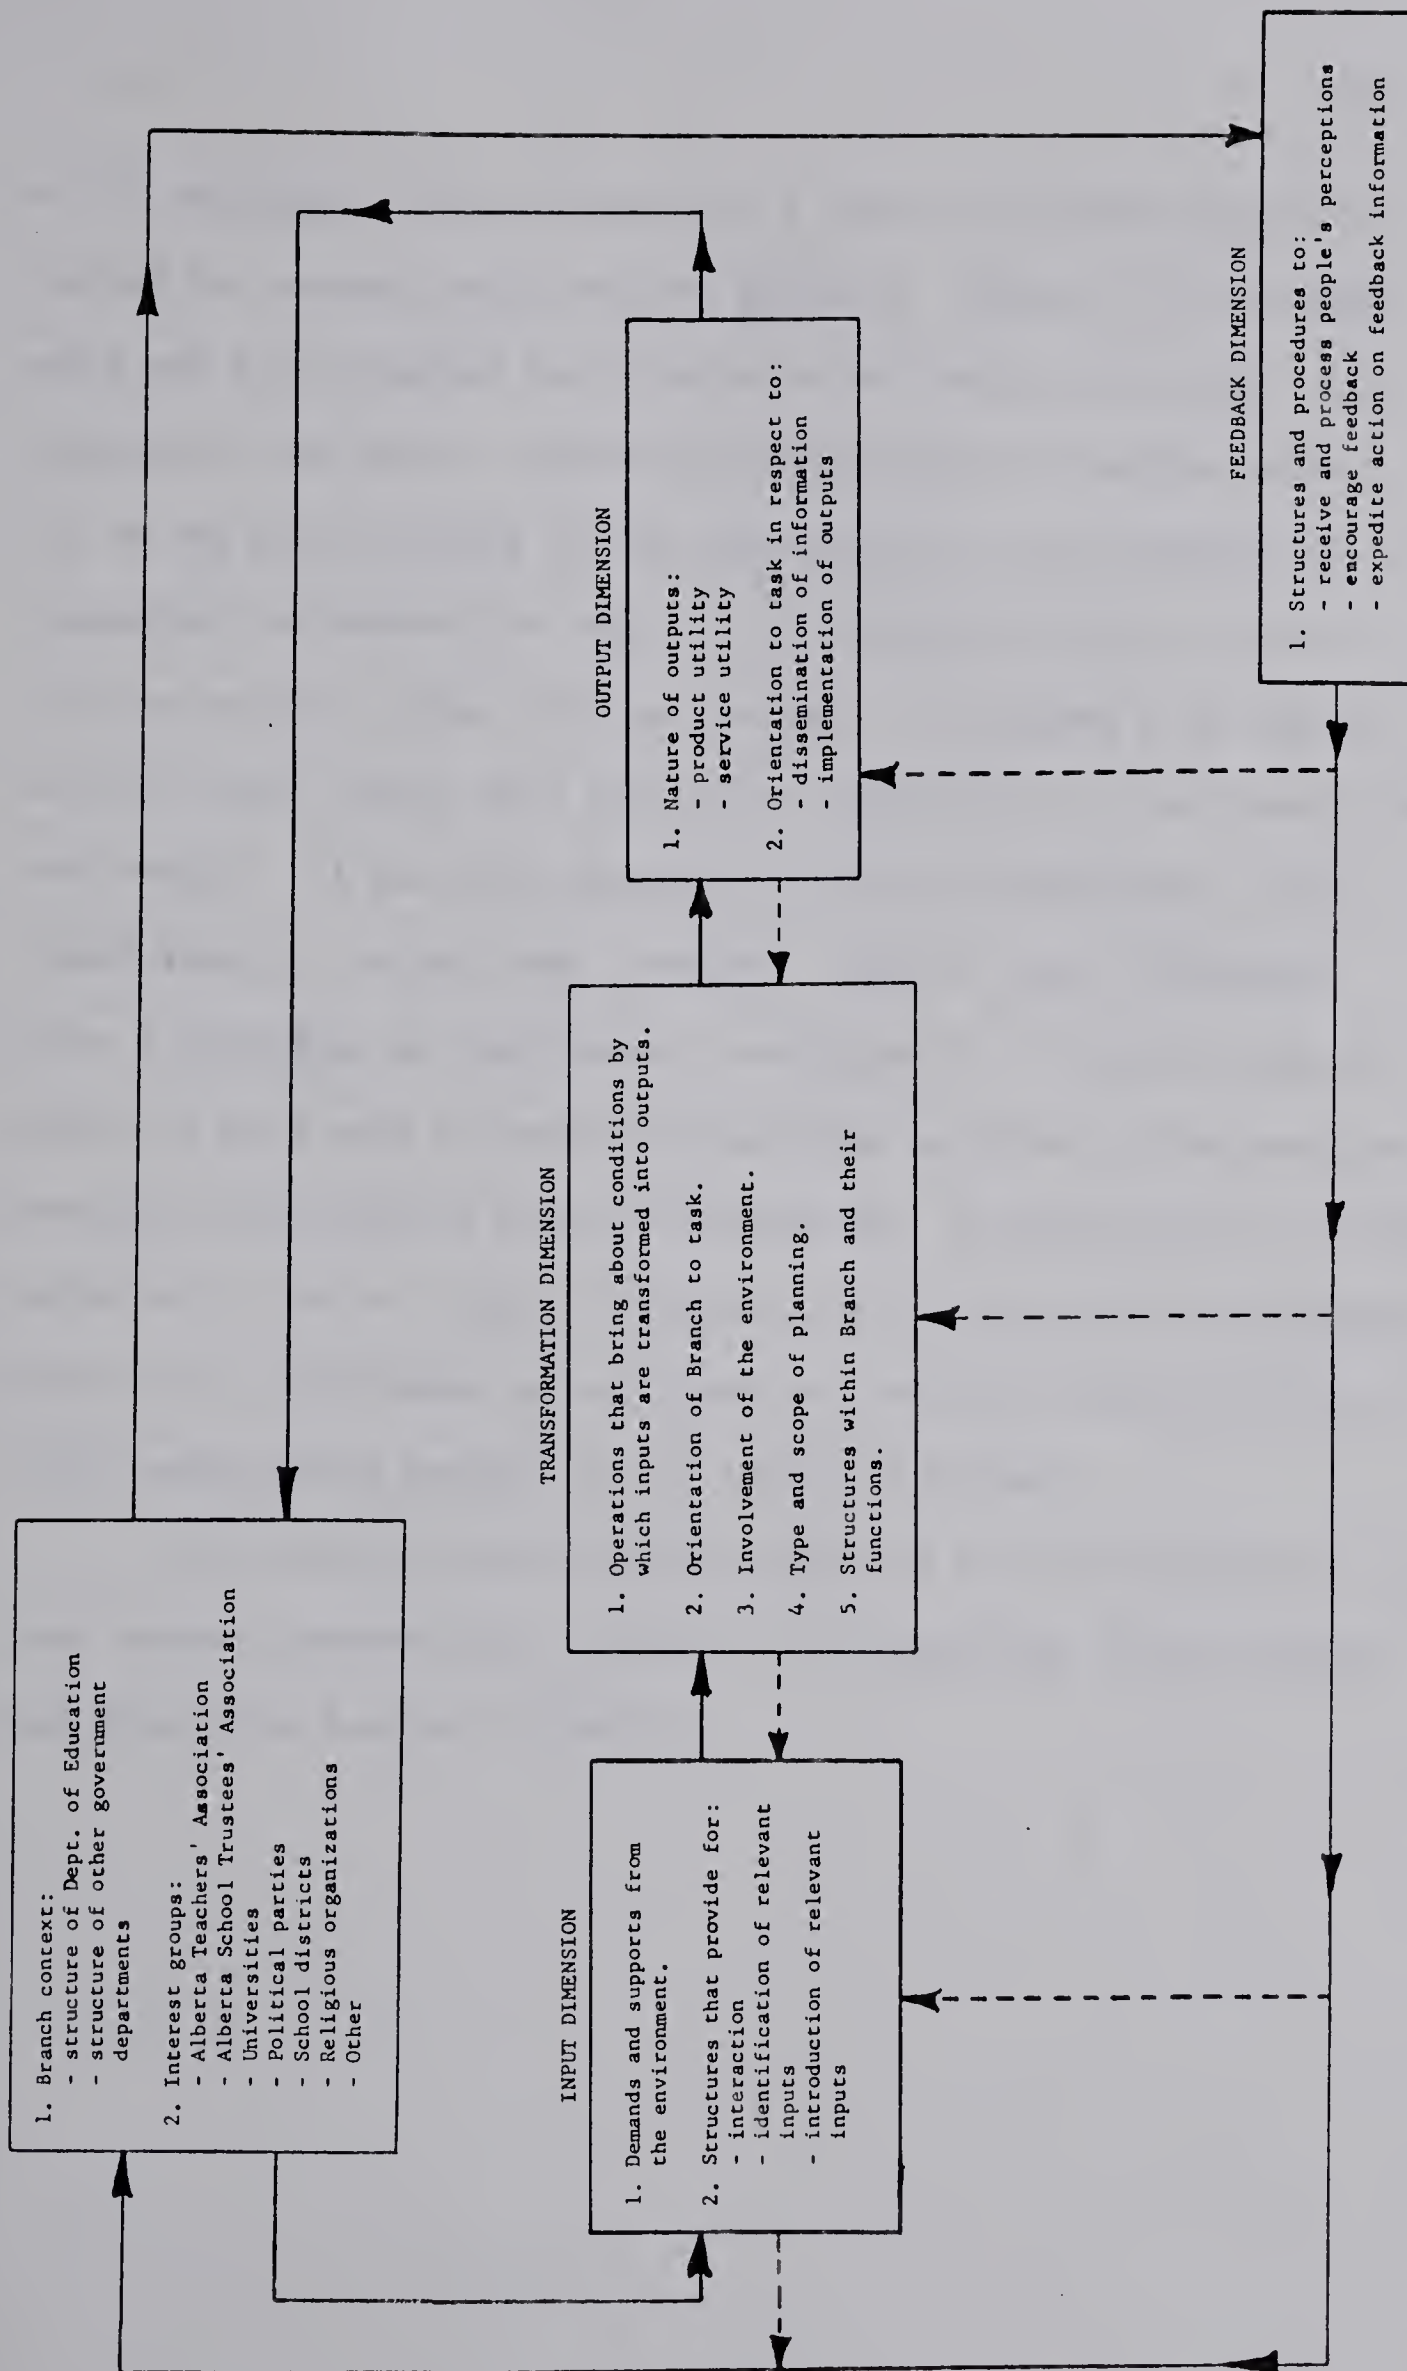 1. Branch context:
- structure of Dept. of Education
- structure of other government
departments
2. Interest groups:
- Alberta Teachers' Association
- Alberta School Trustees' Association
- Universities
- Political parties
- School districts
- Religious organizations
- Other
INPUT DIMENSION
1. Demands and supports from
the environment.
2. Structures that provide for:
- interaction
- identification of relevant
inputs
- introduction of relevant
inputs
TRANSFORMATION DIMENSION
1. Operations that bring about conditions by
which inputs are transformed into outputs.
2. Orientation of Branch to task.
3. Involvement of the environment.
4. Type and scope of planning.
5. Structures within Branch and their
functions.
OUTPUT DIMENSION
1. Nature of outputs:
- product utility
- service utility
2. Orientation to task in respect to:
- dissemination of information
- implementation of outputs
FEEDBACK DIMENSION
1. Structures and procedures to:
- receive and process people's perceptions
- encourage feedback
- expedite action on feedback information